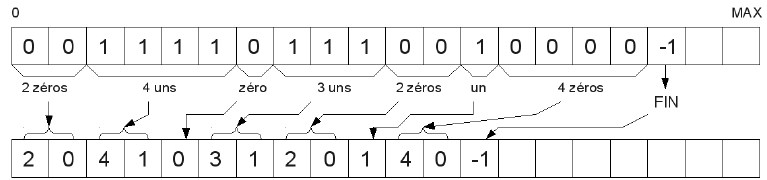 0 MAX
0 0 1 1 1 1 0 1 1 1 0 0 1 0 0 0 0 -1
2 zéros 4 uns zéro 3 uns 2 zéros un 4 zéros
FIN
2 0 4 1 0 3 1 2 0 1 4 0 -1